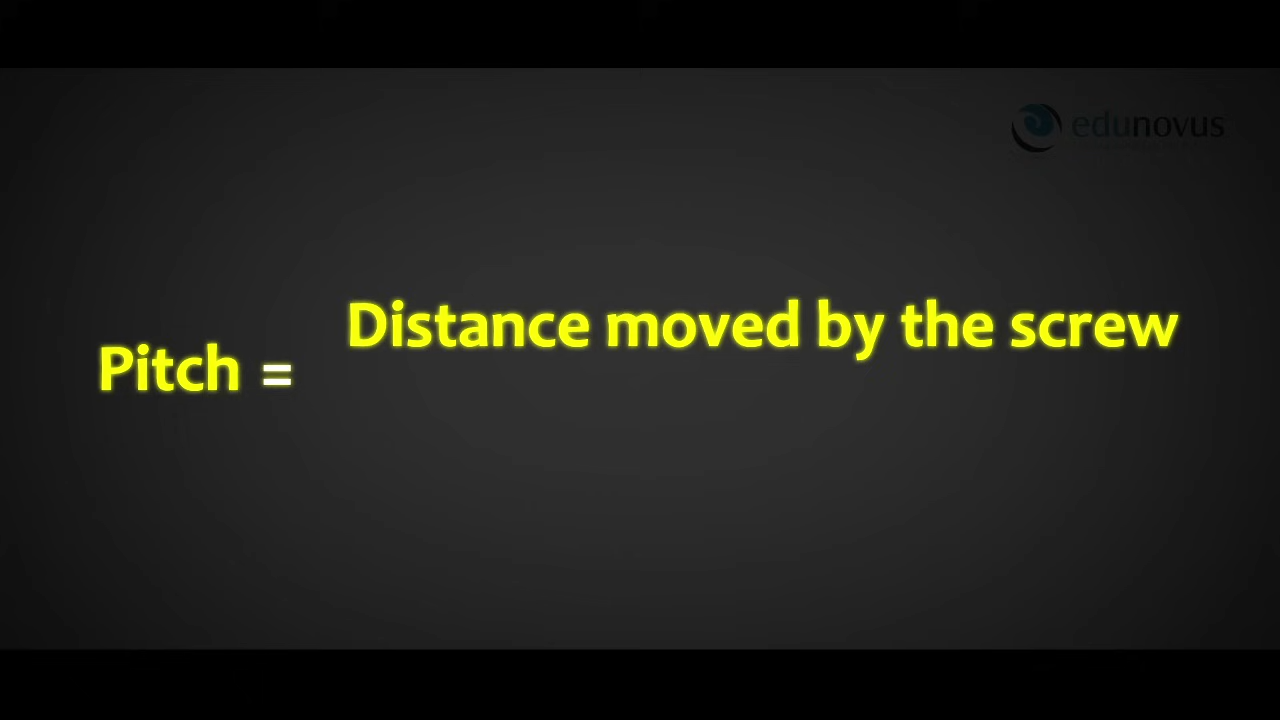 edunovus
Distance moved by the screw
Pitch =